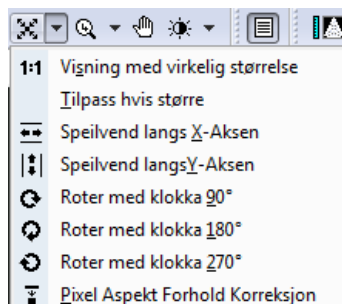 1:1 Visning med virkelig størrelse
Tilpass hvis større
Speilvend langs X-Aksen
Speilvend langsY-Aksen
Roter med klokka 90°
Roter med klokka 180°
Roter med klokka 270°
Pixel Aspekt Forhold Korreksjon